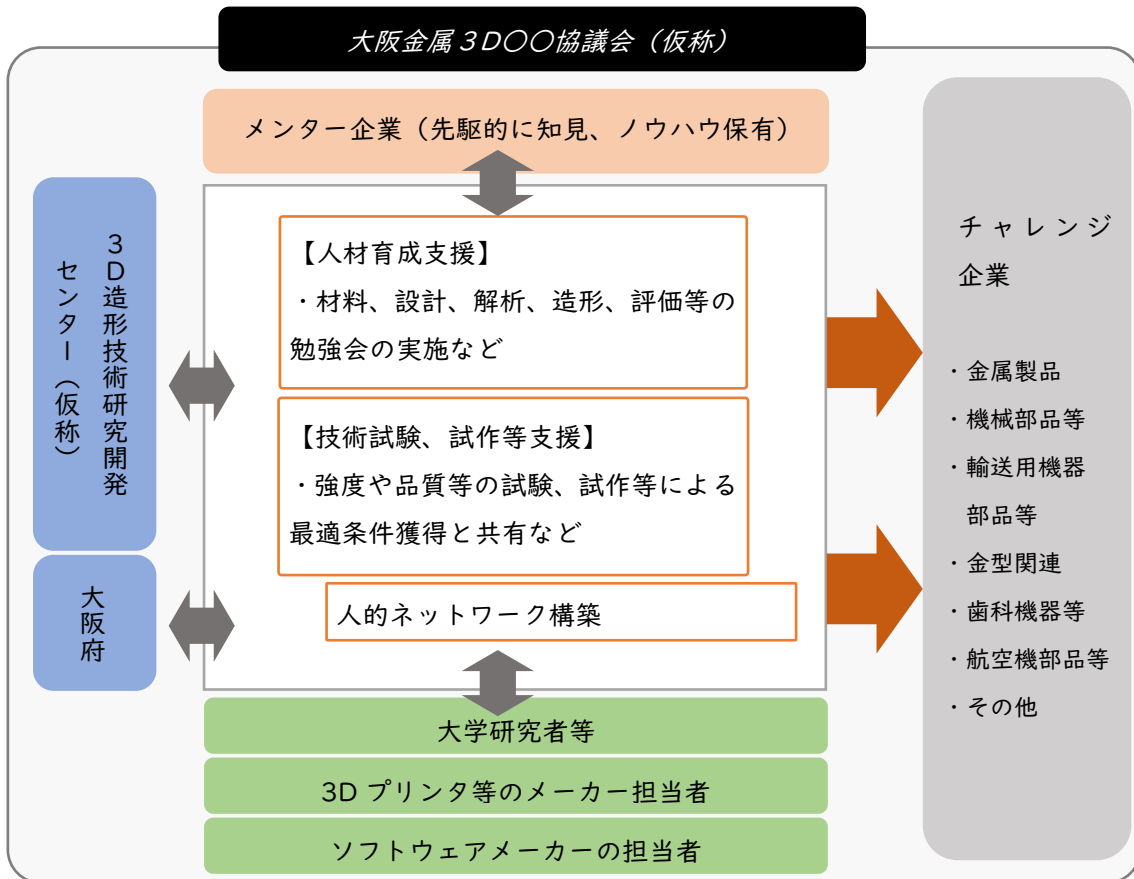 大阪金属3D〇〇協議会（仮称）
メンター企業（先駆的に知見、ノウハウ保有）
3D造形技術研究開発
センター（仮称）
大阪府
【人材育成支援】
・材料、設計、解析、造形、評価等の
勉強会の実施など
【技術試験、試作等支援】
・強度や品質等の試験、試作等による
最適条件獲得と共有など
人的ネットワーク構築
大学研究者等
3D プリンタ等のメーカー担当者
ソフトウェアメーカーの担当者
チャレンジ
企業
・金属製品
・機械部品等
・輸送用機器
部品等
・金型関連
・歯科機器等
・航空機部品等
・その他